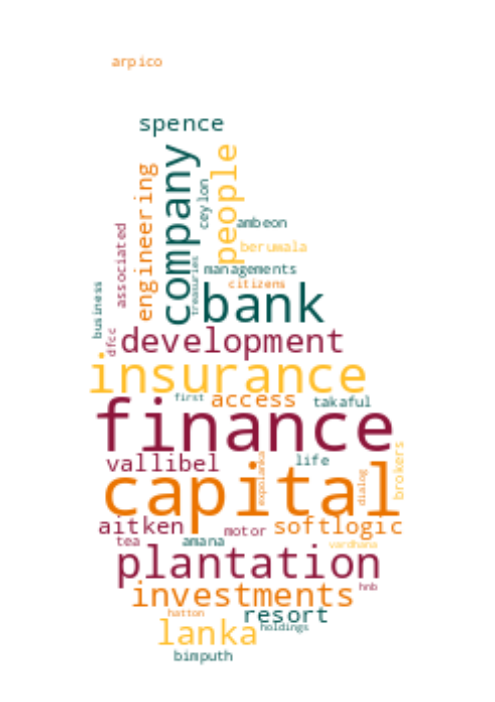 arpico
spence
company
people
engineering
ceylon
associated
ambeon
berumala
managements
treasuries
citizens
business
bank
dfcc
development
insurance
first
access
takaful
finance
vallibel
life
brokers
expolanka
dialog
capital
aitken
motor
softlogic
tea
amana
vardhana
plantation
hnb
investments
hatton
resort
lanka
holdings
bimputh